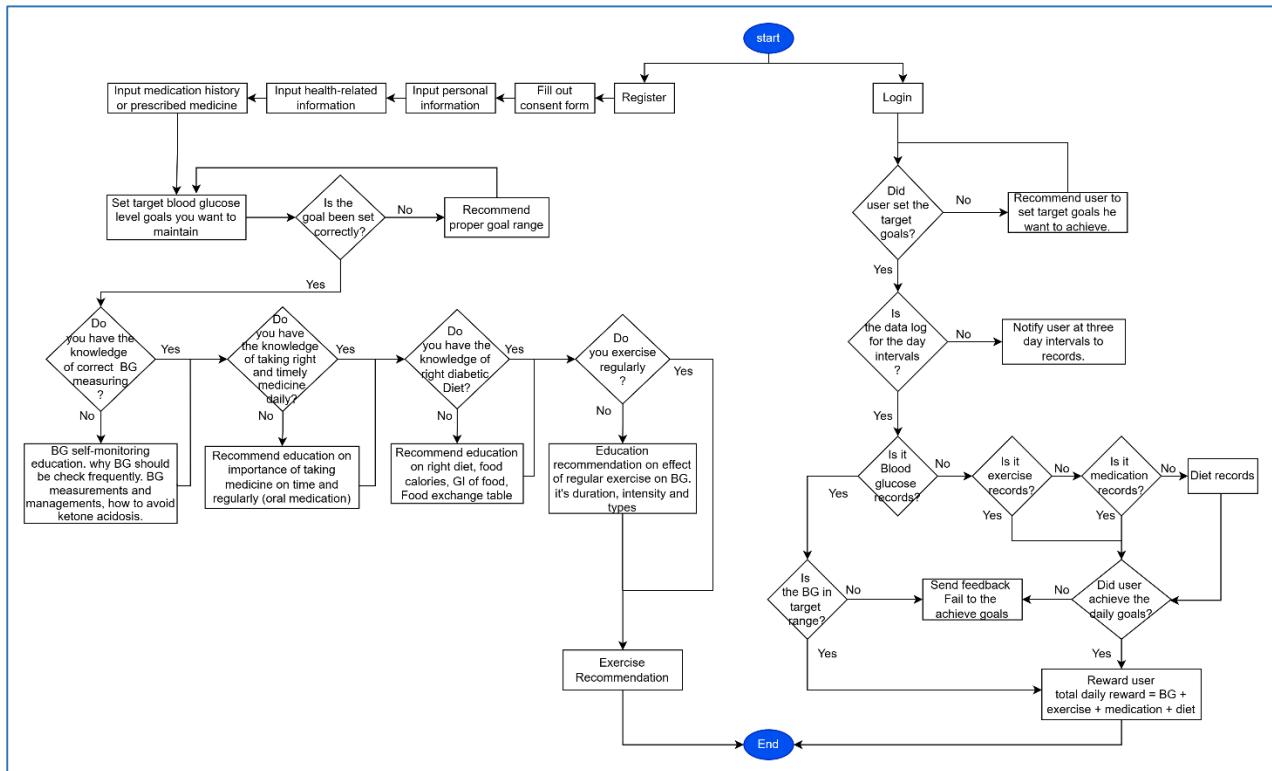 start
Input medication history
or prescribed medicine
Input health-related
information
Input personal
information
Fill out
consent form
Register
Login
Set target blood glucose
level goals you want to
maintain
Is the
goal been set
correctly?
No
Recommend
proper goal range
Yes
Did
user set the
target
goals?
No
Recommend user to
set target goals he
want to achieve.
Yes
Do
you have the
knowledge
of correct BG
measuring
?
Yes
No
Do
you have
the knowledge
of taking right
and timely
medicine
daily?
Yes
No
Do
you have the
knowledge of
right diabetic
Diet?
Yes
No
Do
you exercise
regularly
?
Yes
No
Is
the data log
for the day
intervals
?
No
Notify user at three
day intervals to
records.
Yes
BG self-monitoring
education. why BG should
be check frequently. BG
measurements and
managements, how to avoid
ketone acidosis.
Recommend education on
importance of taking
medicine on time and
regularly (oral medication)
Recommend education
on right diet, food
calories, GI of food,
Food exchange table
Education
recommendation on effect
of regular exercise on BG.
it's duration, intensity and
types
Is it
Blood
glucose
records?
No
Yes
Is it
exercise
records?
No
Yes
Is it
medication
records?
No
Yes
Diet records
Is
the BG in
target
range?
No
Yes
Send feedback
Fail to the
achieve goals
No
Did user
achieve the
daily goals?
Yes
Exercise
Recommendation
Reward user
total daily reward = BG +
exercise + medication + diet
End